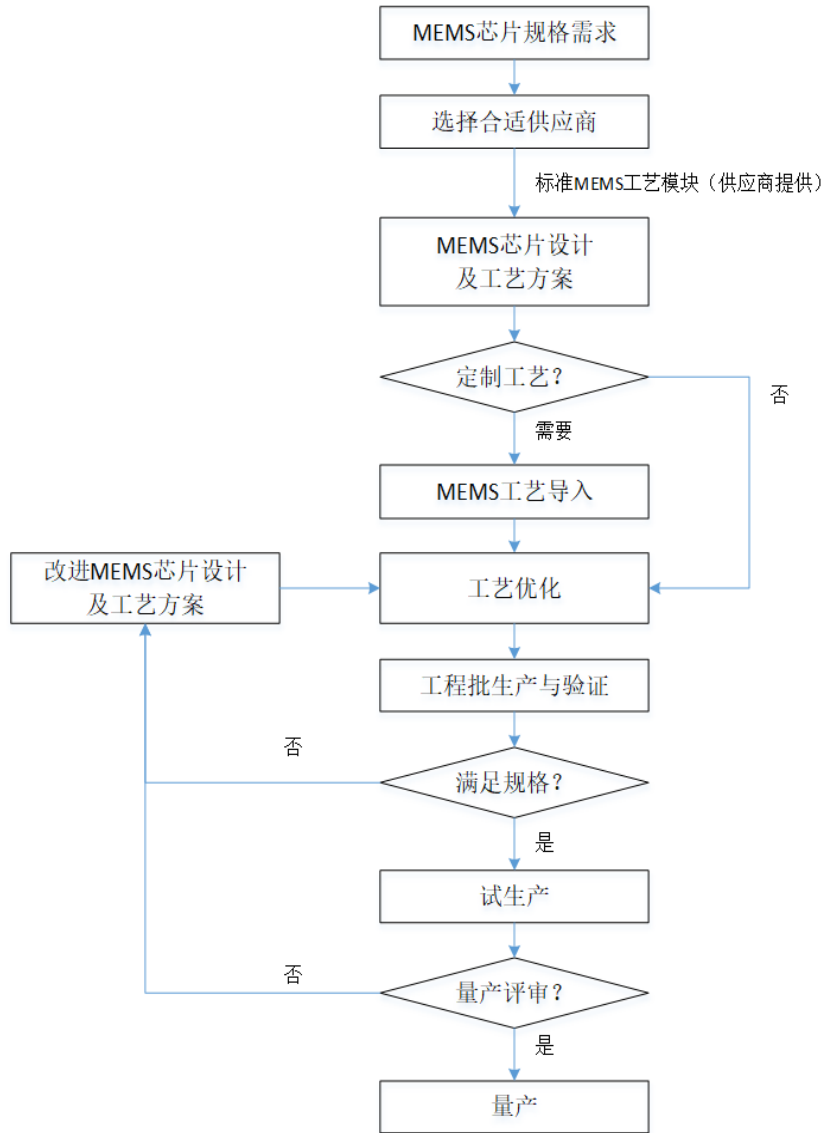 MEMS芯片规格需求
选择合适供应商
标准MEMS工艺模块（供应商提供）
MEMS芯片设计
及工艺方案
定制工艺？
否
需要
MEMS工艺导入
改进MEMS芯片设计
及工艺方案
工艺优化
工程批生产与验证
否
满足规格？
是
试生产
否
量产评审？
是
量产